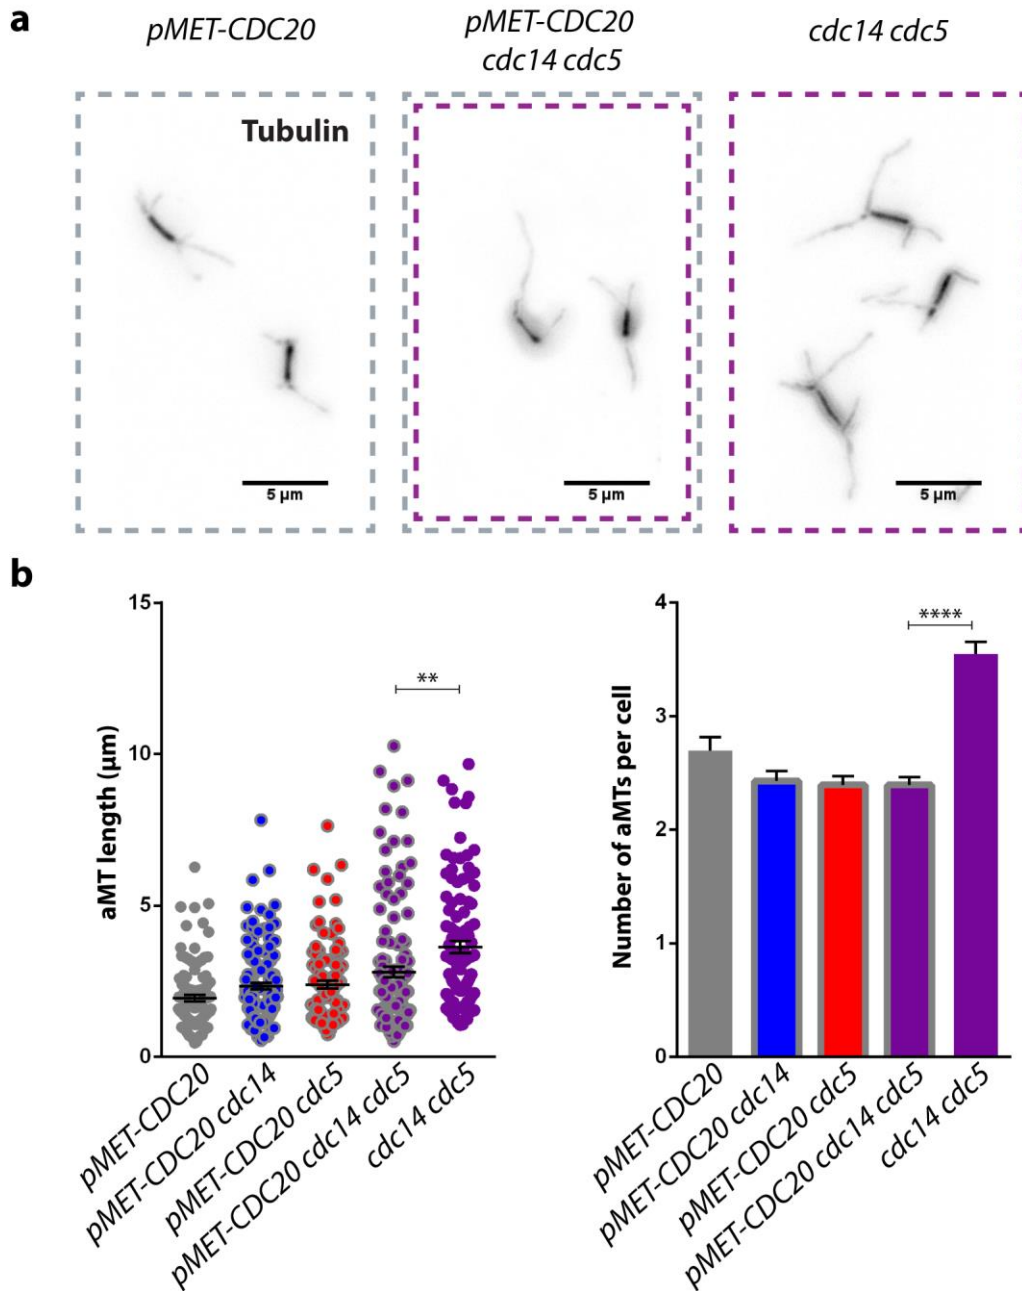 a
pMET-CDC20
pMET-CDC20
cdc14 cdc5
cdc14 cdc5
Tubulin
5 µm
5 µm
5 µm
b
aMT length (µm)
15
10
5
0
**
pMET-CDC20
pMET-CDC20 cdc14
pMET-CDC20 cdc5
pMET-CDC20 cdc14 cdc5
cdc14 cdc5
Number of aMTs per cell
4
3
2
1
0
****
pMET-CDC20
pMET-CDC20 cdc14
pMET-CDC20 cdc5
pMET-CDC20 cdc14 cdc5
cdc14 cdc5